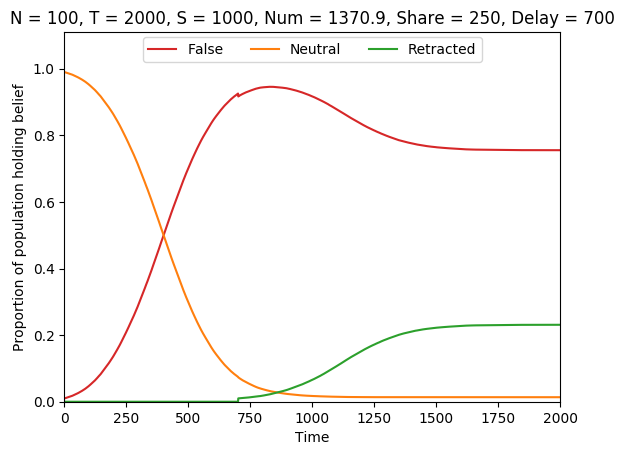 N = 100, T = 2000, S = 1000, Num = 1370.9, Share = 250, Delay = 700
False Neutral Retracted
Proportion of population holding belief
1.0
0.8
0.6
0.4
0.2
0.0
0 250 500 750 1000 1250 1500 1750 2000
Time